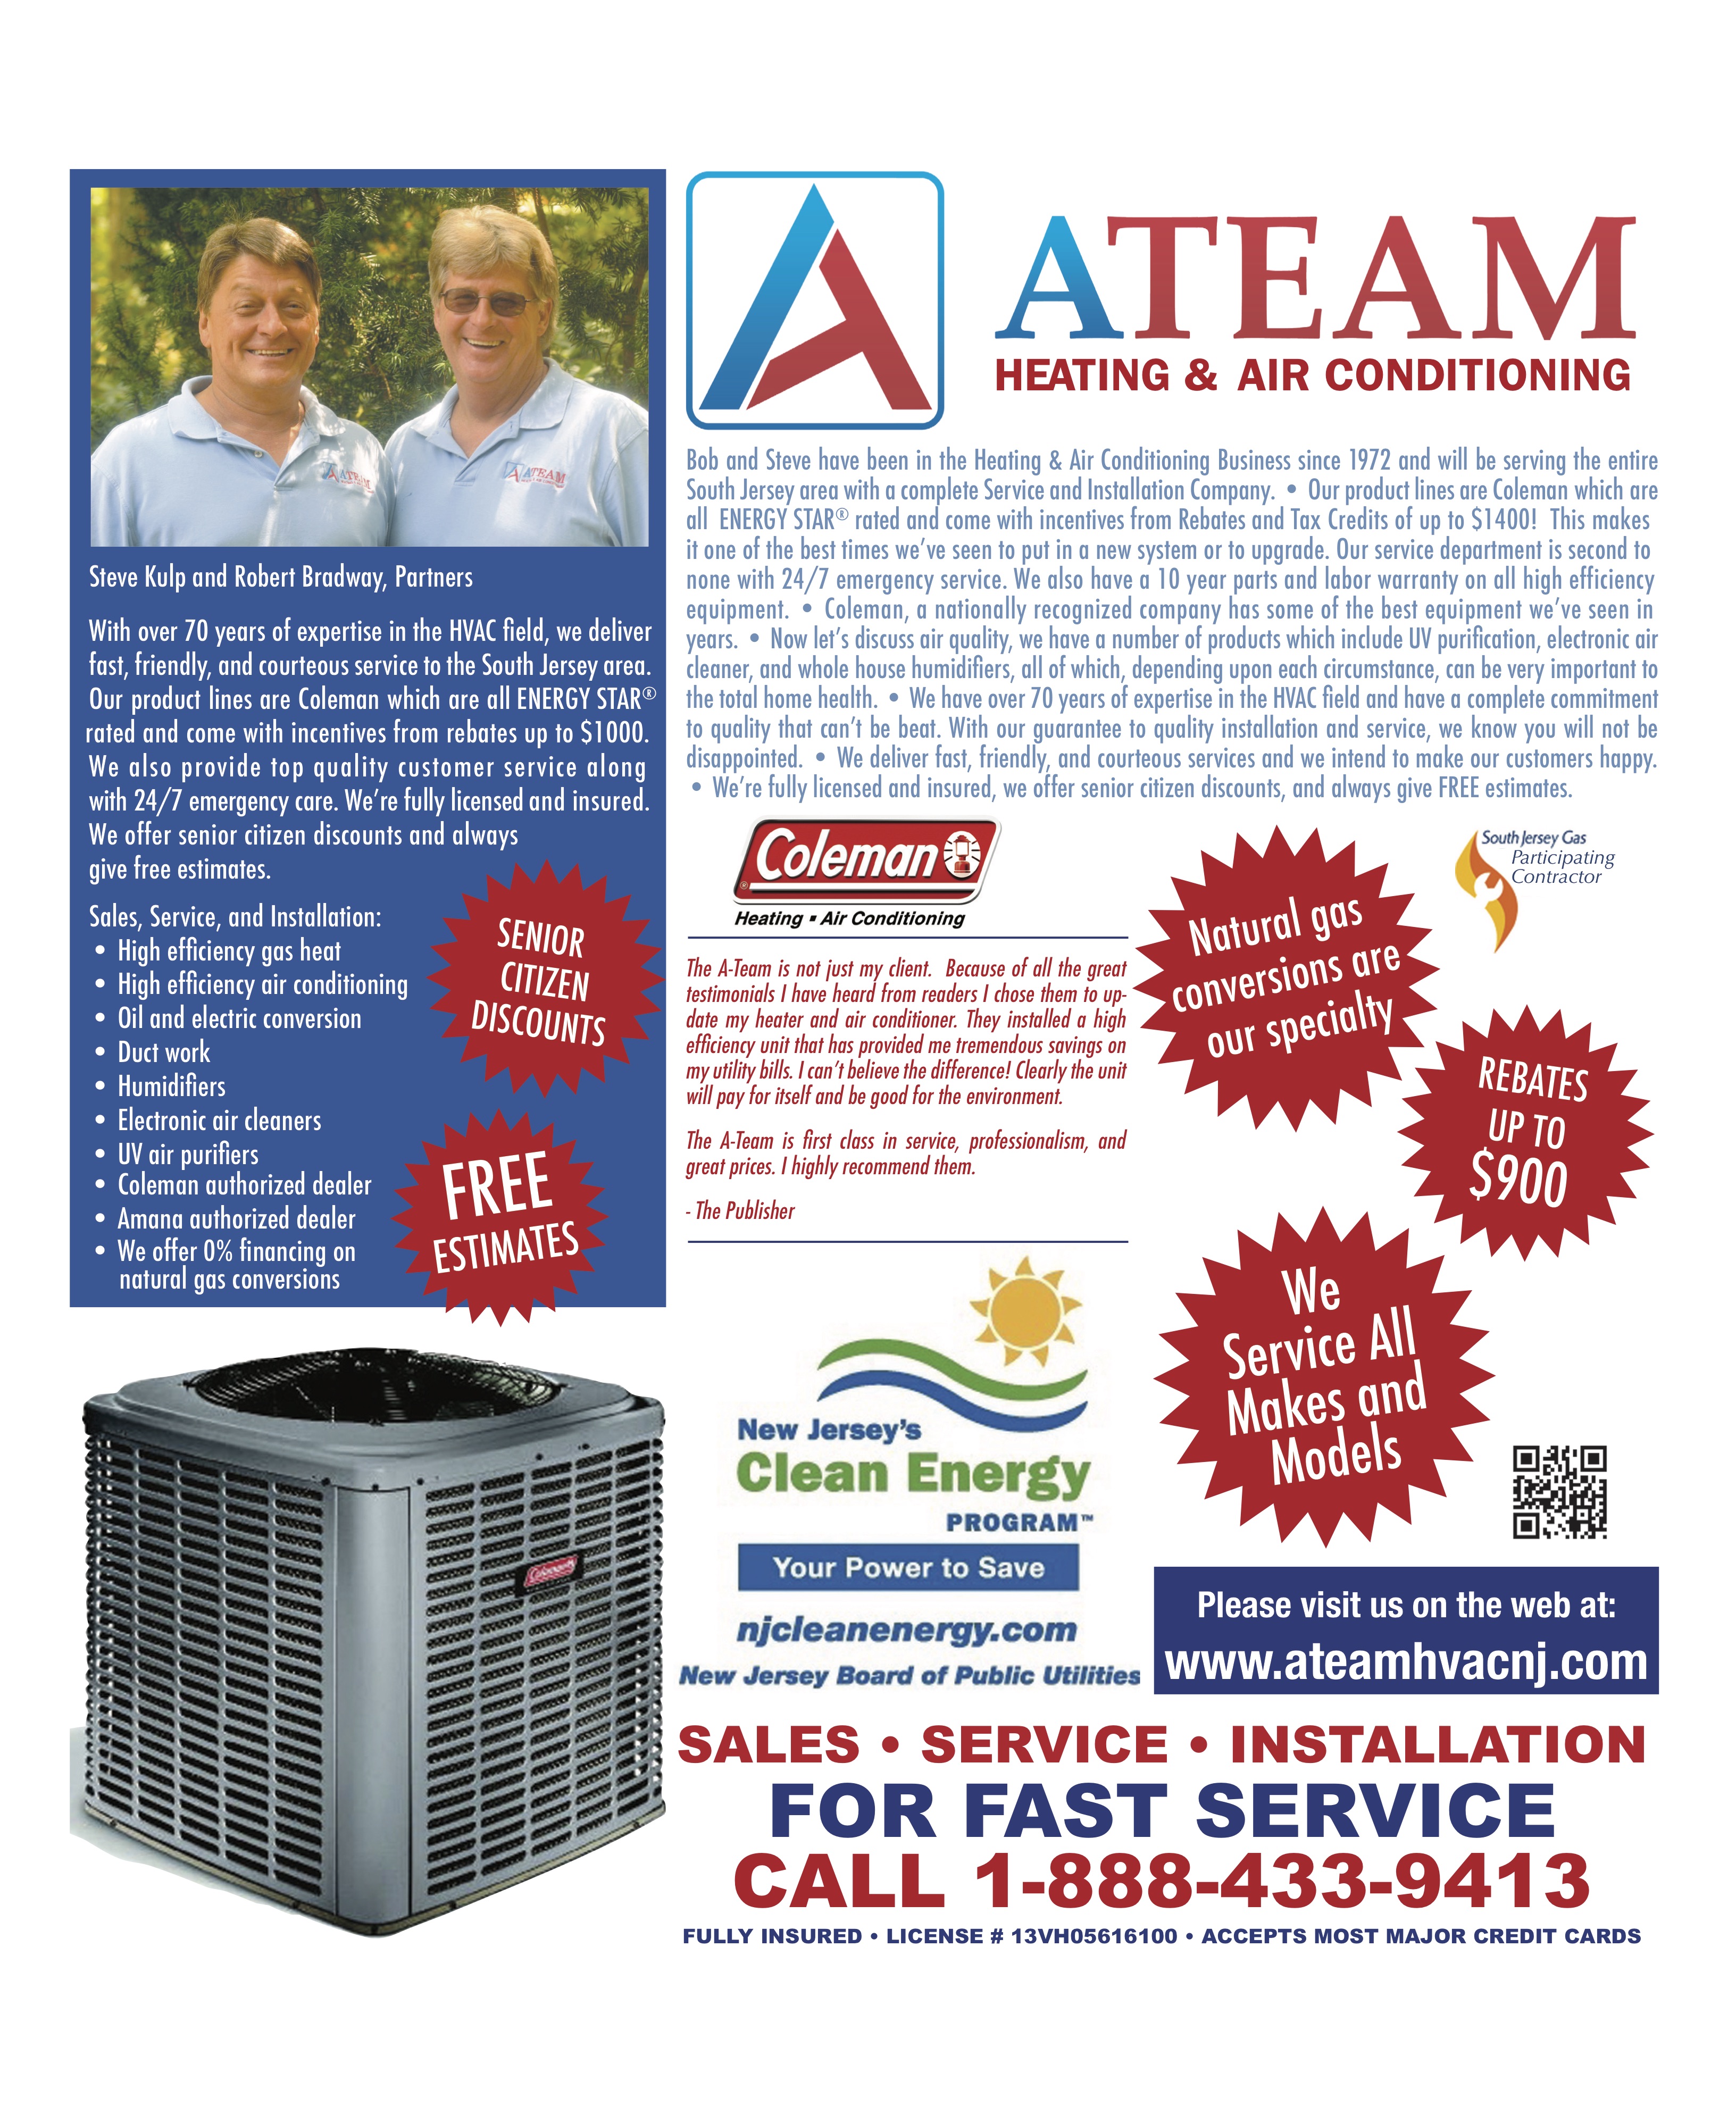 ATEAM
HEATING & AIR CONDITIONING
ATEAM
ATEAM
Steve Kulp and Robert Bradway, Partners
With over 70 years of expertise in the HVAC field, we deliver
fast, friendly, and courteous service to the South Jersey area.
Our product lines are Coleman which are all ENERGY STAR®
rated and come with incentives from rebates up to $1000.
We also provide top quality customer service along
with 24/7 emergency care. We're fully licensed and insured.
We offer senior citizen discounts and always
give free estimates.
Sales, Service, and Installation:
• High efficiency gas heat
• High efficiency air conditioning
• Oil and electric conversion
• Duct work
• Humidifiers
• Electronic air cleaners
• UV air purifiers
• Coleman authorized dealer
• Amana authorized dealer
• We offer 0% financing on
natural gas conversions
SENIOR
CITIZEN
DISCOUNTS
FREE
ESTIMATES
Bob and Steve have been in the Heating & Air Conditioning Business since 1972 and will be serving the entire
South Jersey area with a complete Service and Installation Company. • Our product lines are Coleman which are
all ENERGY STAR® rated and come with incentives from Rebates and Tax Credits of up to $1400! This makes
it one of the best times we've seen to put in a new system or to upgrade. Our service department is second to
none with 24/7 emergency service. We also have a 10 year parts and labor warranty on all high efficiency
equipment. • Coleman, a nationally recognized company has some of the best equipment we've seen in
years. • Now let's discuss air quality, we have a number of products which include UV purification, electronic air
cleaner, and whole house humidifiers, all of which, depending upon each circumstance, can be very important to
the total home health. • We have over 70 years of expertise in the HVAC field and have a complete commitment
to quality that can't be beat. With our guarantee to quality installation and service, we know you will not be
disappointed. • We deliver fast, friendly, and courteous services and we intend to make our customers happy.
• We're fully licensed and insured, we offer senior citizen discounts, and always give FREE estimates.
Coleman
®
Heating ▪ Air Conditioning
The A-Team is not just my client. Because of all the great
testimonials I have heard from readers I chose them to up-
date my heater and air conditioner. They installed a high
efficiency unit that has provided me tremendous savings on
my utility bills. I can't believe the difference! Clearly the unit
will pay for itself and be good for the environment.
The A-Team is first class in service, professionalism, and
great prices. I highly recommend them.
- The Publisher
Natural gas
conversions are
our specialty
South Jersey Gas
Participating
Contractor
REBATES
UP TO
$900
We
Service All
Makes and
Models
New Jersey's
Clean Energy
PROGRAM™
Your Power to Save
njcleanenergy.com
New Jersey Board of Public Utilities
Coleman
Please visit us on the web at:
www.ateamhvacnj.com
SALES • SERVICE • INSTALLATION
FOR FAST SERVICE
CALL 1-888-433-9413
FULLY INSURED • LICENSE # 13VH05616100 • ACCEPTS MOST MAJOR CREDIT CARDS